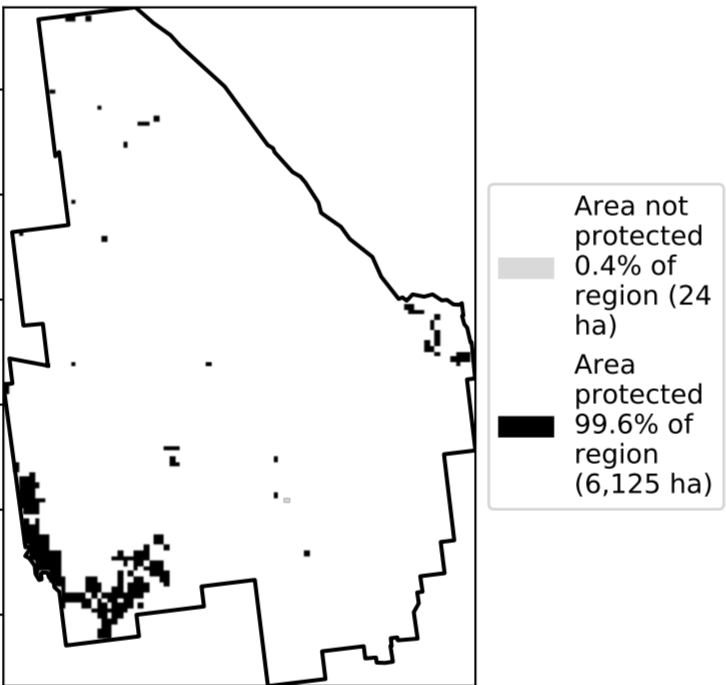 Area not
protected
0.4% of
region (24
ha)
Area
protected
99.6% of
region
(6,125 ha)